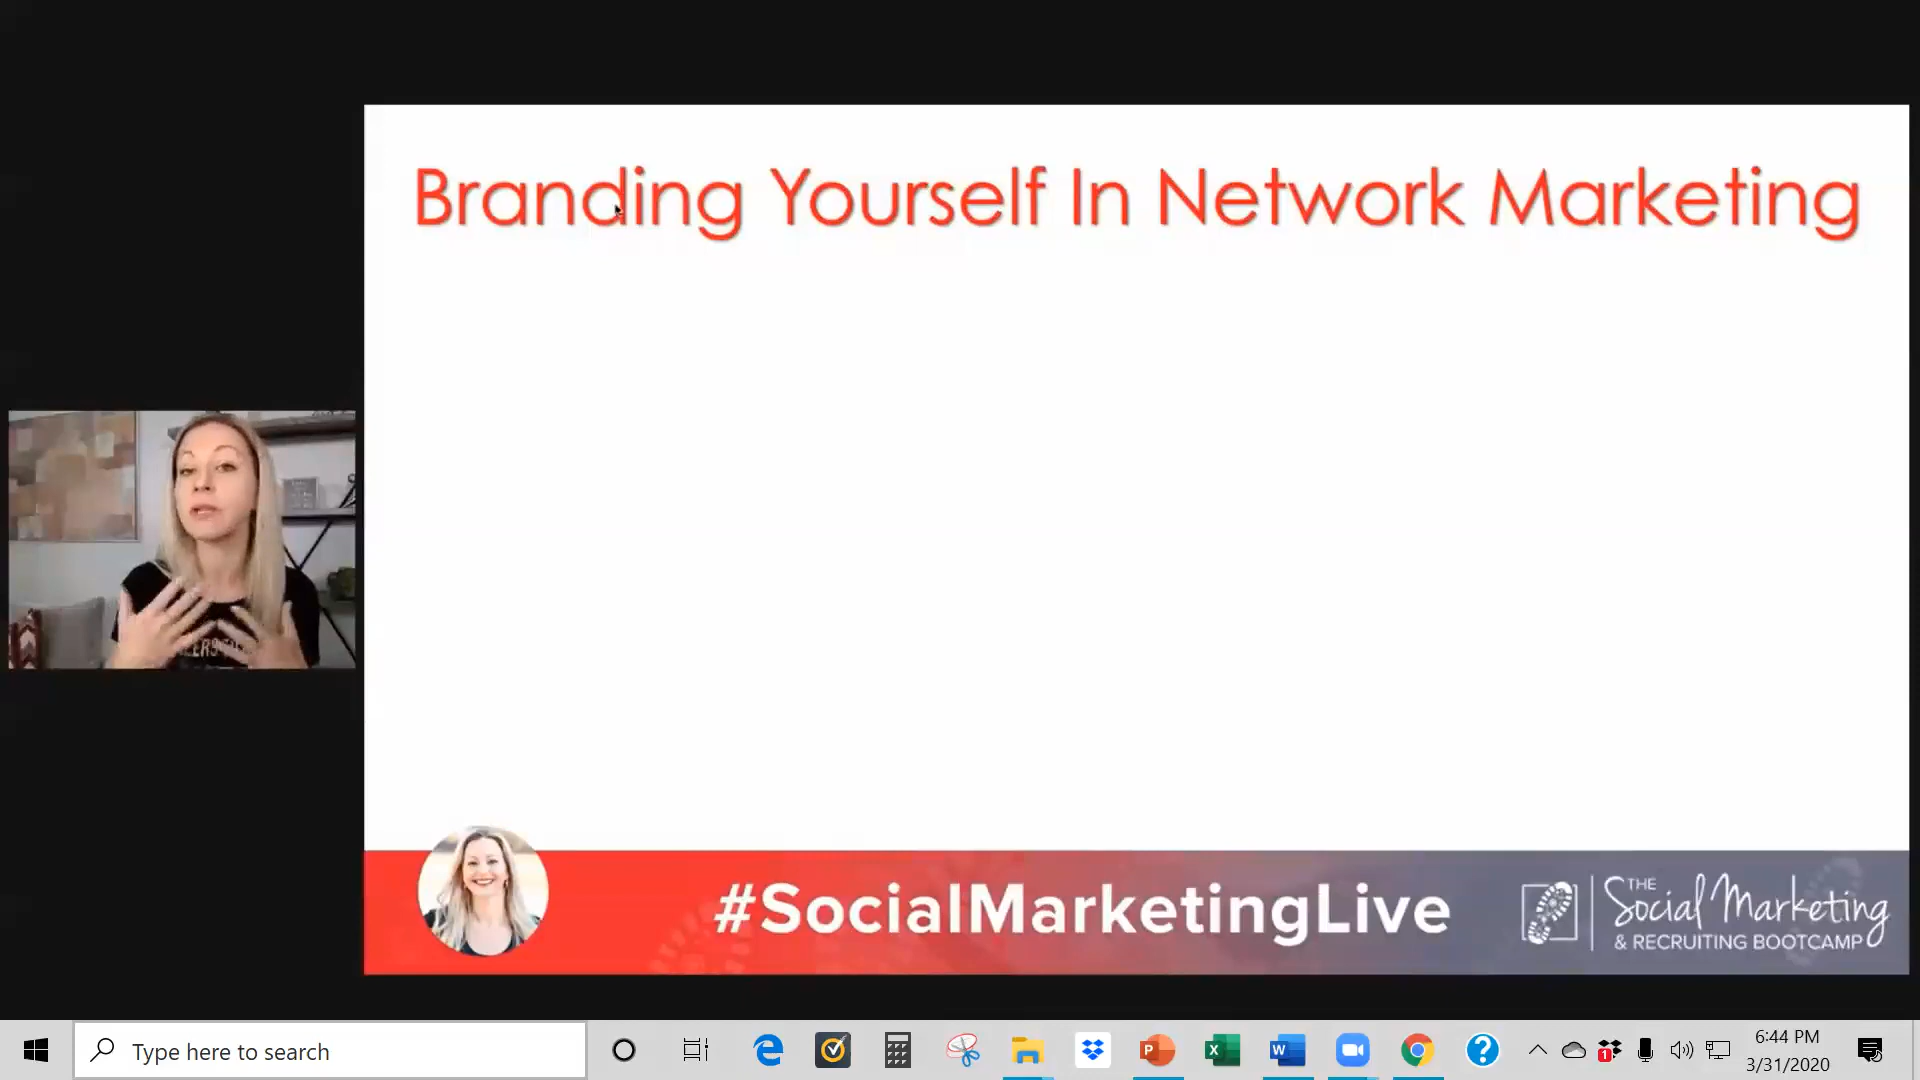 Branding Yourself In Network Marketing
#SocialMarketingLive
THE
Social Marketing
& RECRUITING BOOTCAMP
Type here to search
1
6:44 PM
3/31/2020